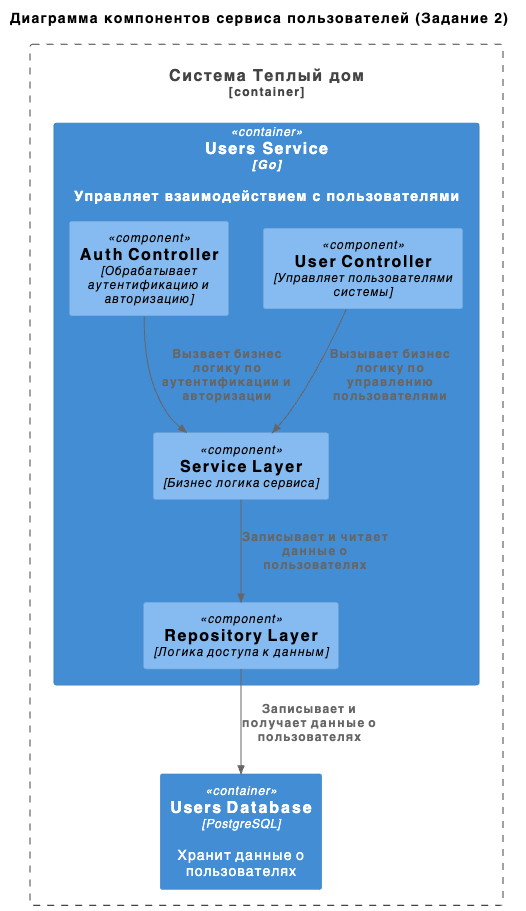 Диаграмма компонентов сервиса пользователей (Задание 2)
Система Теплый дом
[container]
«container»
Users Service
[Go]
Управляет взаимодействием с пользователями
«component»
Auth Controller
[Обрабатывает
аутентификацию и
авторизацию]
«component»
User Controller
[Управляет пользователями
системы]
Вызвает бизнес
логику по
аутентификации и
авторизации
Вызывает бизнес
логику по
управлению
пользователями
«component»
Service Layer
[Бизнес логика сервиса]
Записывает и читает
данные о
пользователях
«component»
Repository Layer
[Логика доступа к данным]
Записывает и
получает данные о
пользователях
«container»
Users Database
[PostgreSQL]
Хранит данные о
пользователях